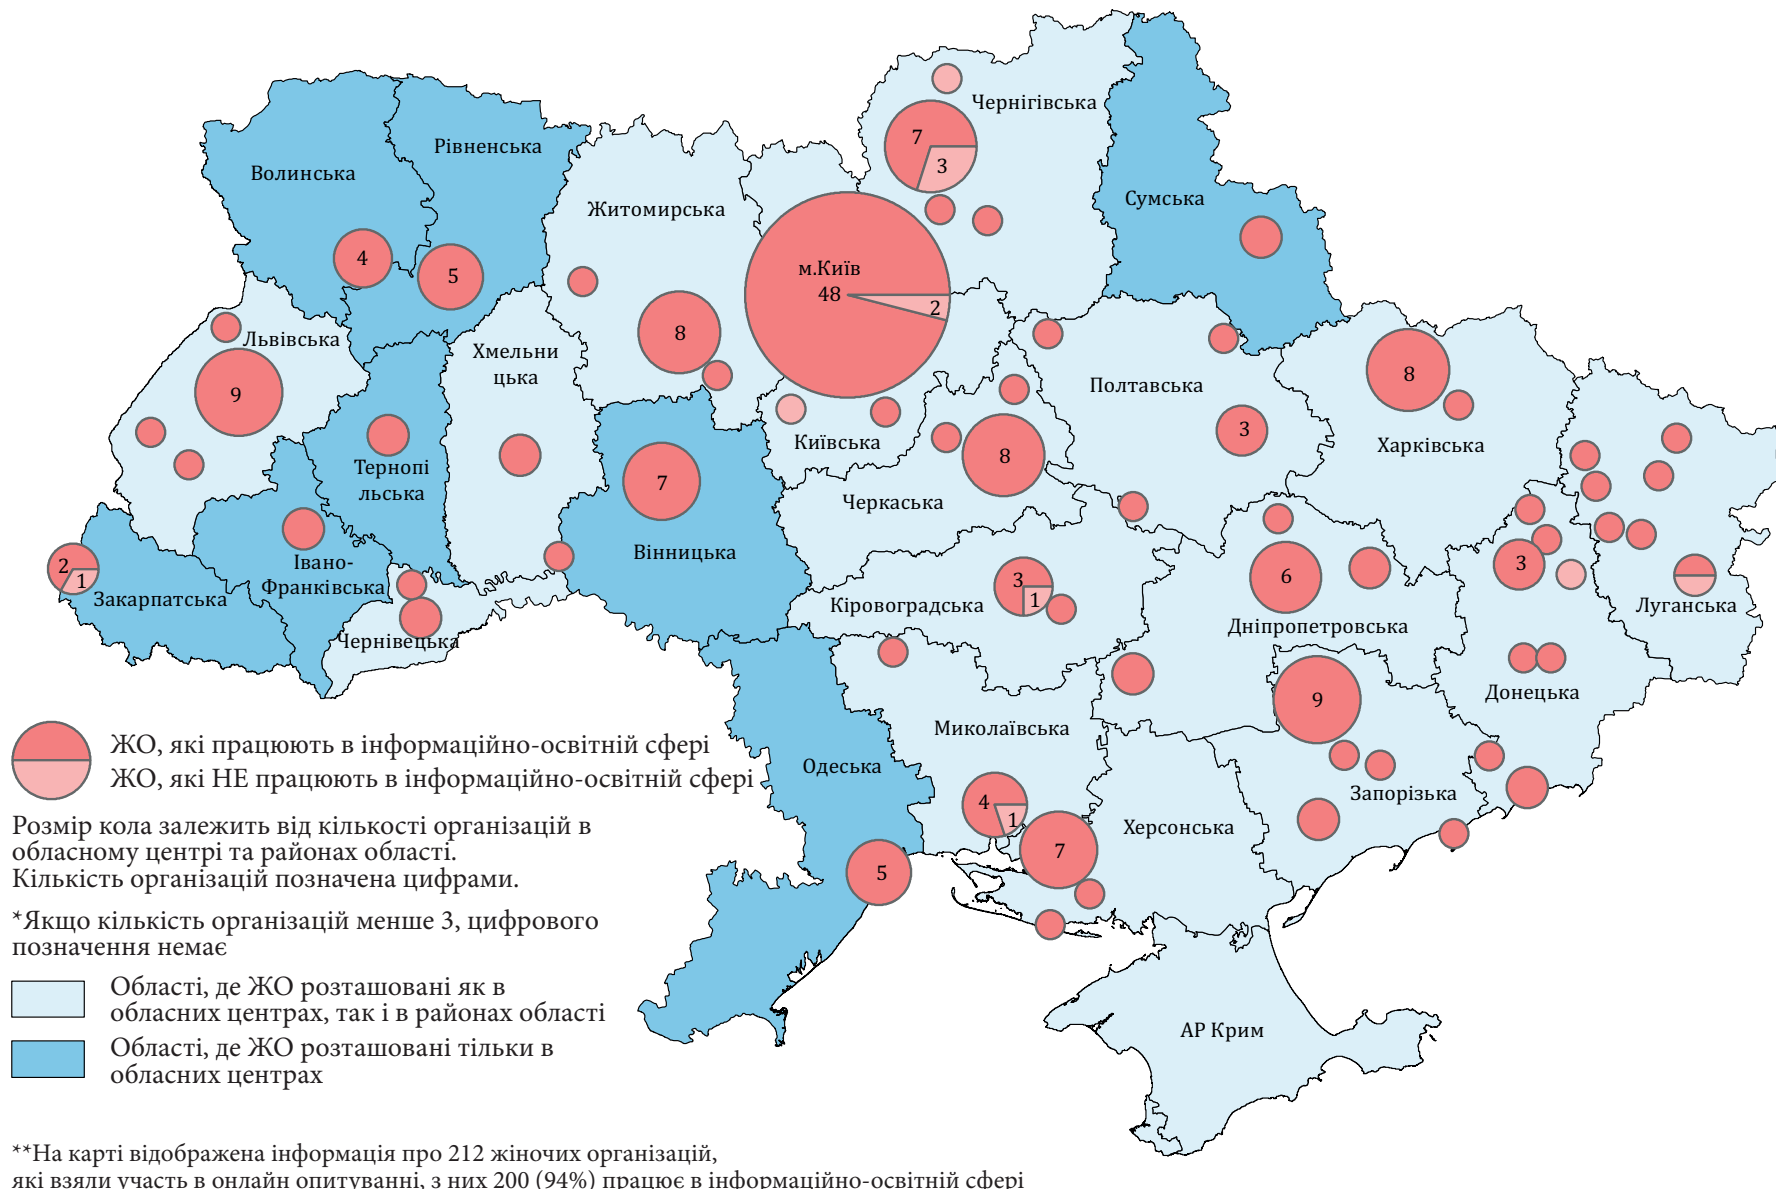 Чернігівська
7
3
Рівненська
Волинська
Сумська
Житомирська
4
5
м.Київ
48
2
Львівська
8
Хмельни
цька
Полтавська
8
9
3
Київська
Харківська
8
Тернопі
льська
7
Черкаська
Вінницька
2
1
Івано-
Франківська
Закарпатська
3
1
Кіровоградська
6
3
Луганська
Дніпропетровська
Чернівецька
9
Донецька
Миколаївська
Одеська
Запорізька
4
1
Херсонська
7
5
АР Крим
ЖО, які працюють в інформаційно-освітній сфері
ЖО, які НЕ працюють в інформаційно-освітній сфері
Розмір кола залежить від кількості організацій в
обласному центрі та районах області.
Кількість організацій позначена цифрами.
*Якщо кількість організацій менше 3, цифрового
позначення немає
Області, де ЖО розташовані як в
обласних центрах, так і в районах області
Області, де ЖО розташовані тільки в
обласних центрах
**На карті відображена інформація про 212 жіночих організацій,
які взяли участь в онлайн опитуванні, з них 200 (94%) працює в інформаційно-освітній сфері